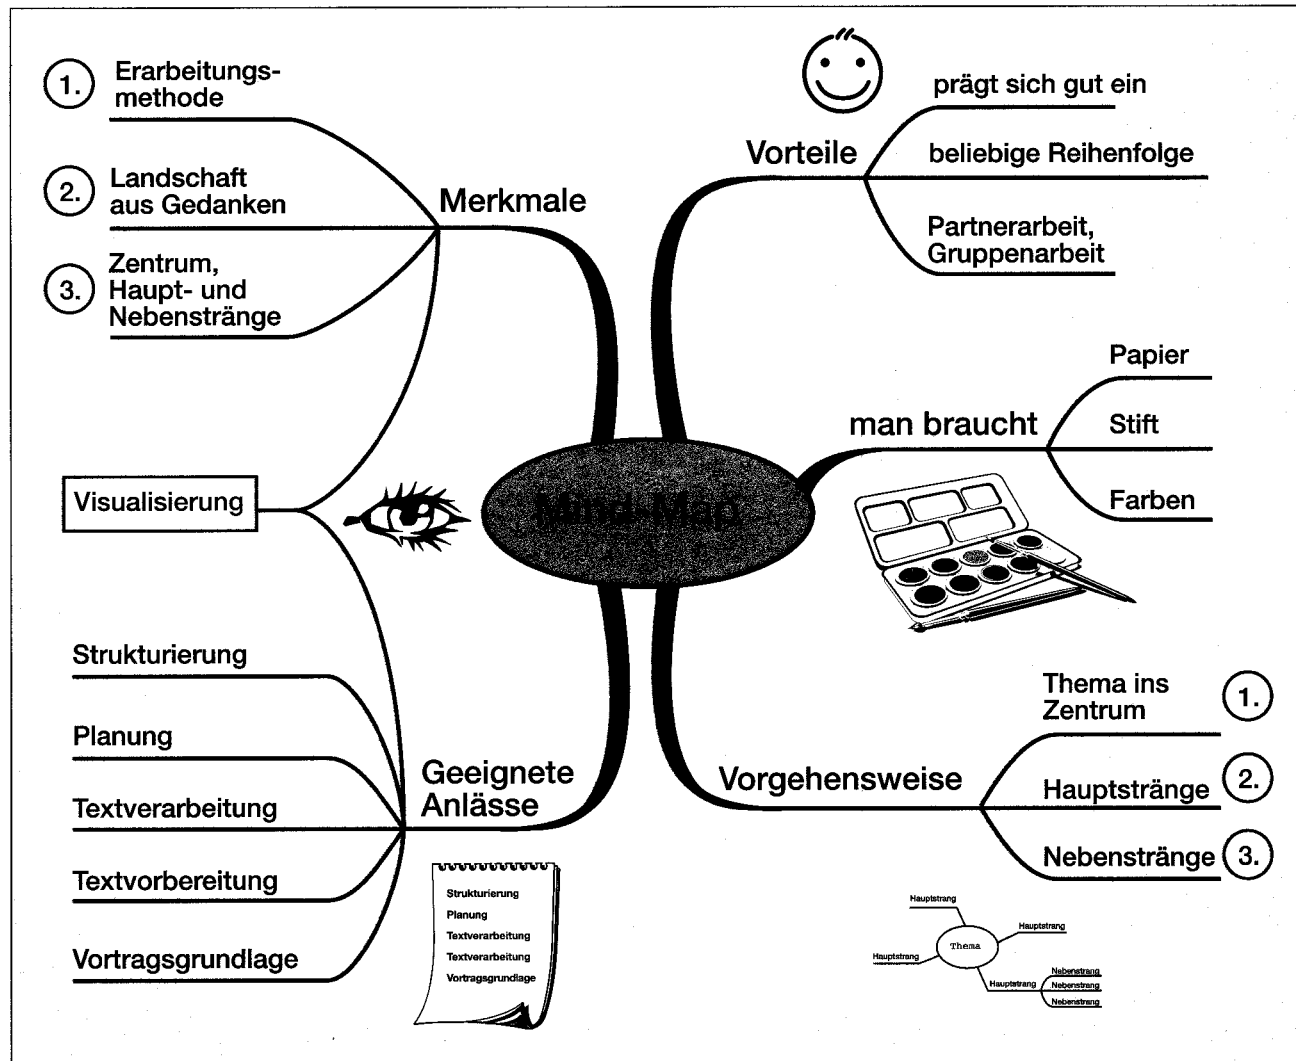 1.
Erarbeitungs-
methode
2.
Landschaft
aus Gedanken
3.
Zentrum,
Haupt- und
Nebenstränge
Merkmale
Visualisierung
Vorteile
prägt sich gut ein
beliebige Reihenfolge
Partnerarbeit,
Gruppenarbeit
man braucht
Papier
Stift
Farben
Mind-Map
Strukturierung
Planung
Textverarbeitung
Textvorbereitung
Vortragsgrundlage
Geeignete
Anlässe
Strukturierung
Planung
Textverarbeitung
Textverarbeitung
Vortragsgrundlage
Vorgehensweise
Thema ins
Zentrum
1.
Hauptstränge
2.
Nebenstränge
3.
Hauptstrang
Hauptstrang
Thema
Hauptstrang
Hauptstrang
Nebenstrang
Nebenstrang
Nebenstrang